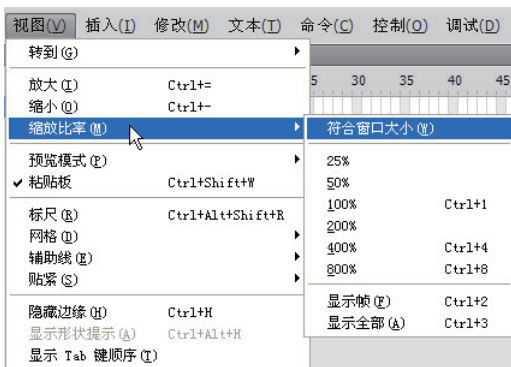 视图(V) 插入(I) 修改(M) 文本(T) 命令(C) 控制(O) 调试(D)
转到(G)
5 30 35 40 45
放大(I) Ctrl+=
缩小(O) Ctrl+-
缩放比率(M)
符合窗口大小(W)
预览模式(P)
25%
粘贴板 Ctrl+Shift+W
50%
100% Ctrl+1
标尺(R) Ctrl+Alt+Shift+R
200%
网格(D)
400% Ctrl+4
辅助线(E)
800% Ctrl+8
贴紧(S)
显示帧(F) Ctrl+2
隐藏边缘(H) Ctrl+H
显示全部(A) Ctrl+3
显示形状提示(A) Ctrl+Alt+H
显示 Tab 键顺序(T)